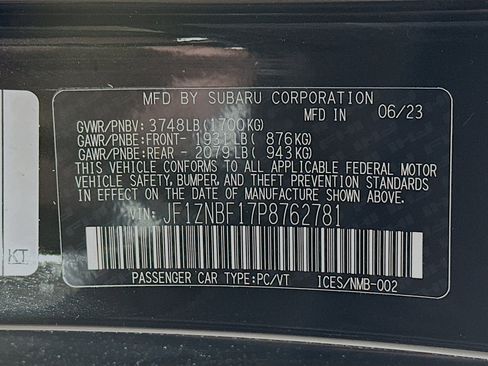 MFD BY SUBARU CORPORATION
MFD IN 06/23
GVWR/PNBV: 3748LB(1700KG)
GAWR/PNBE:FRONT- 1931LB( 876KG)
GAWR/PNBE:REAR - 2079LB( 943KG)
THIS VEHICLE CONFORMS TO ALL APPLICABLE FEDERAL MOTOR
VEHICLE SAFETY, BUMPER, AND THEFT PREVENTION STANDARDS
IN EFFECT ON THE DATE OF MANUFACTURE SHOWN ABOVE.
VIN: JF1ZNBF17P8762781
PASSENGER CAR TYPE:PC/VT 1CES/NMB-002
KT